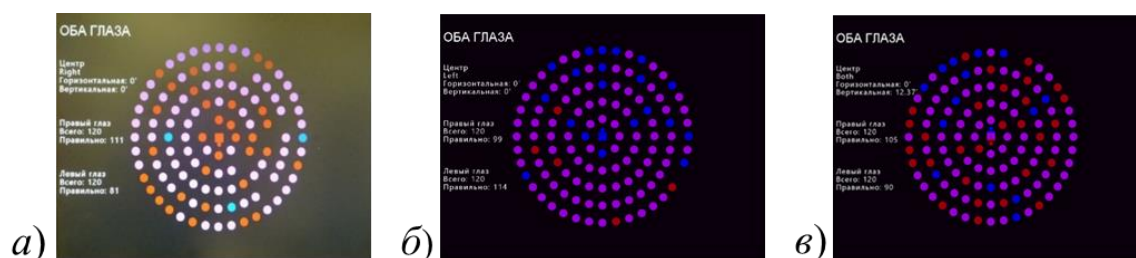 ОБА ГЛАЗА
Центр
Right
Горизонтальная: 0'
Вертикальная: 0'
Правый глаз
Всего: 120
Правильно: 111
Левый глаз
Всего: 120
Правильно: 81
а)
ОБА ГЛАЗА
Центр
Left
Горизонтальная: 0'
Вертикальная: 0'
Правый глаз
Всего: 120
Правильно: 99
Левый глаз
Всего: 120
Правильно: 114
б)
ОБА ГЛАЗА
Центр
Both
Горизонтальная: 0'
Вертикальная: 12.37'
Правый глаз
Всего: 120
Правильно: 105
Левый глаз
Всего: 120
Правильно: 90
в)